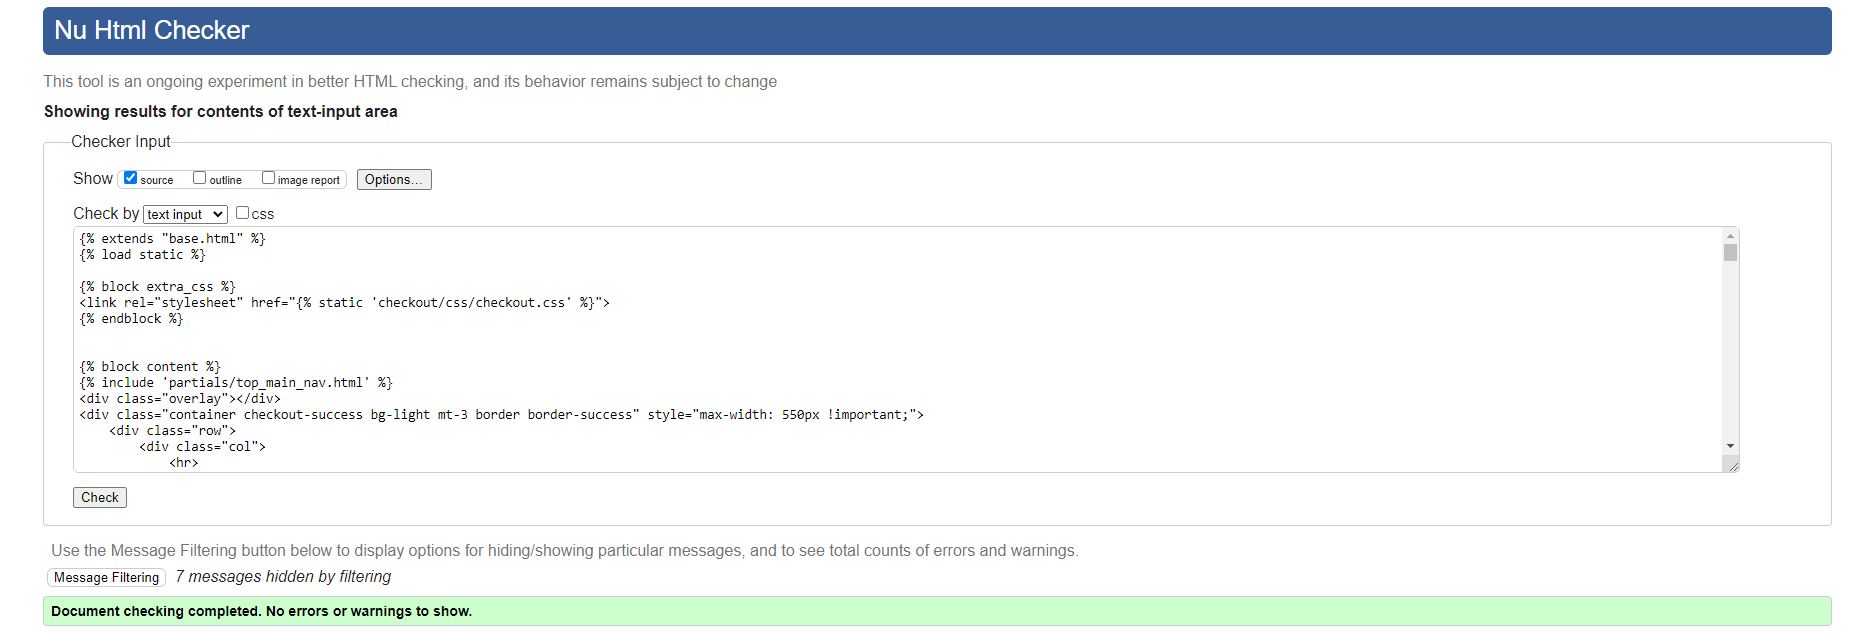 Nu Html Checker
This tool is an ongoing experiment in better HTML checking, and its behavior remains subject to change
Showing results for contents of text-input area
Checker Input
Show source outline image report Options...
Check by text input css
{% extends "base.html" %}
{% load static %}
{% block extra_css %}
<link rel="stylesheet" href="{% static 'checkout/css/checkout.css' %}">
{% endblock %}
{% block content %}
{% include 'partials/top_main_nav.html' %}
<div class="overlay"></div>
<div class="container checkout-success bg-light mt-3 border border-success" style="max-width: 550px !important;">
<div class="row">
<div class="col">
<hr>
Check
Use the Message Filtering button below to display options for hiding/showing particular messages, and to see total counts of errors and warnings.
Message Filtering 7 messages hidden by filtering
Document checking completed. No errors or warnings to show.